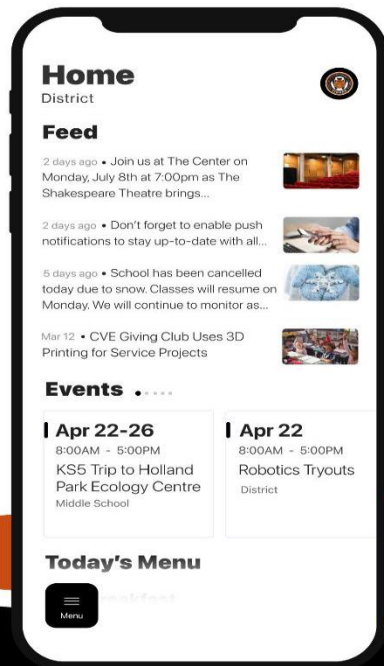 Home
District
Feed
2 days ago • Join us at The Center on
Monday, July 8th at 7:00pm as The
Shakespeare Theatre brings...
2 days ago • Don't forget to enable push
notifications to stay up-to-date with all...
5 days ago • School has been cancelled
today due to snow. Classes will resume on
Monday. We will continue to monitor as...
Mar 12 • CVE Giving Club Uses 3D
Printing for Service Projects
Events
Apr 22-26
8:00AM - 5:00PM
KS5 Trip to Holland
Park Ecology Centre
Middle School
Apr 22
8:00AM - 5:00PM
Robotics Tryouts
District
Today's Menu
Menu